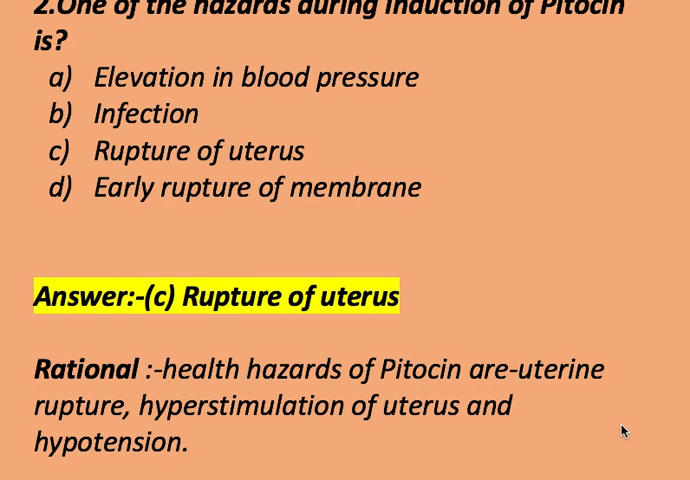 2.One of the hazards during induction of Pitocin
is?
a) Elevation in blood pressure
b) Infection
c) Rupture of uterus
d) Early rupture of membrane
Answer:-(c) Rupture of uterus
Rational :-health hazards of Pitocin are-uterine
rupture, hyperstimulation of uterus and
hypotension.